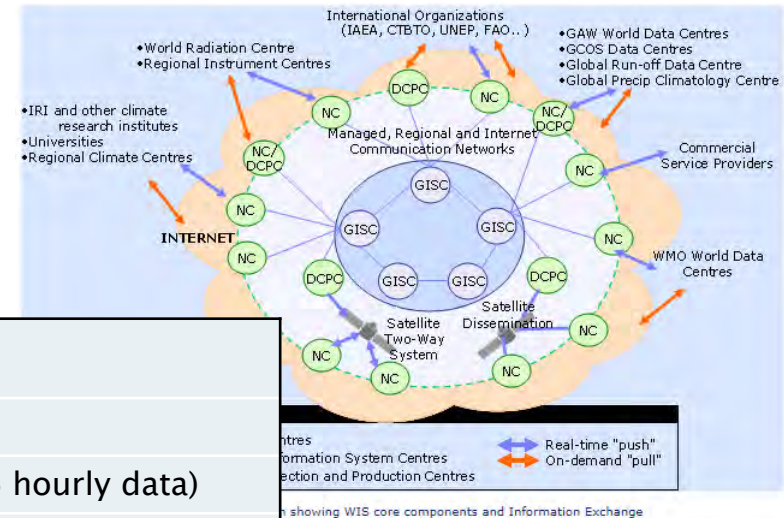 International Organizations
(IAEA, CTBTO, UNEP, FAO..)
•World Radiation Centre
•Regional Instrument Centres
•GAW World Data Centres
•GCOS Data Centres
•Global Run-off Data Centre
•Global Precip Climatology Centre
•IRI and other climate
research institutes
•Universities
•Regional Climate Centres
DCPC
NC
NC
NC/
DCPC
Managed, Regional and Internet
Communication Networks
NC/
DCPC
Commercial
Service Providers
NC
GISC
NC
GISC
GISC
INTERNET
NC
NC
WMO World Data
Centres
DCPC
GISC
GISC
DCPC
Satellite
Two-Way
System
Satellite
Dissemination
NC
NC
NC
NC
ntres
formation System Centres
ection and Production Centres
Real-time "push"
On-demand "pull"
hourly data)
n showing WIS core components and Information Exchange